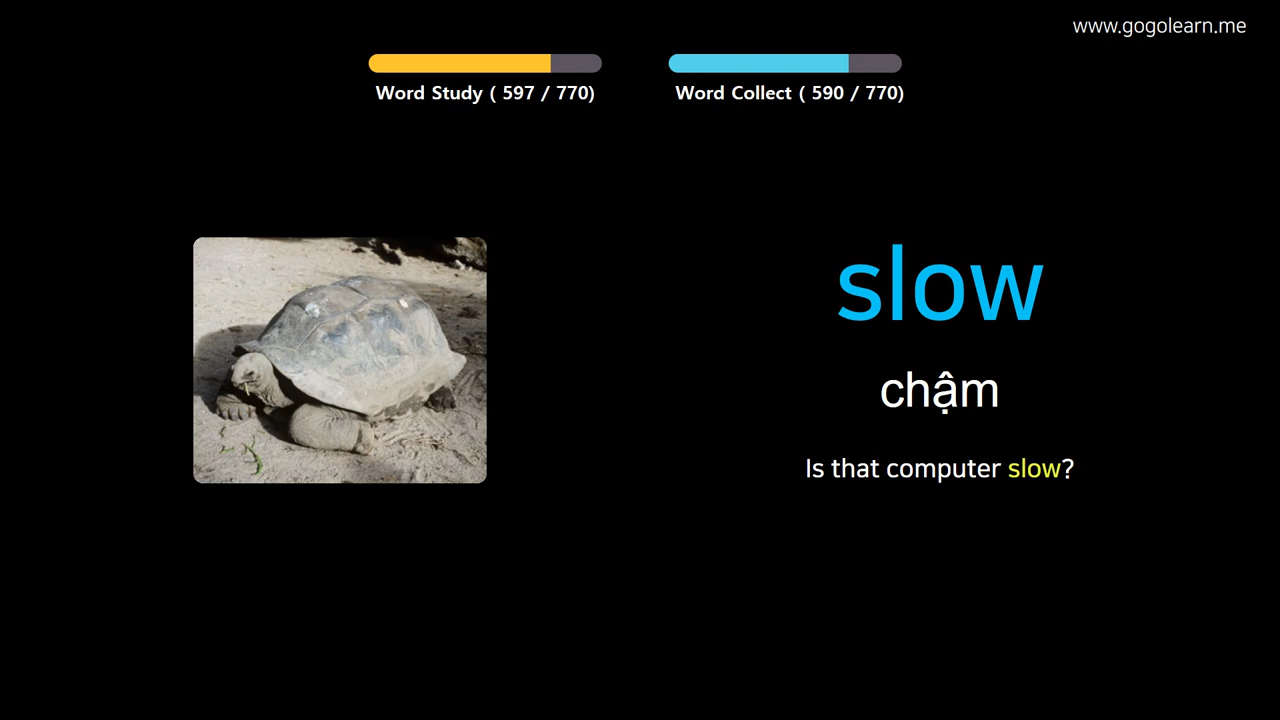 www.gogolearn.me
Word Study ( 597 / 770)
Word Collect ( 590 / 770)
slow
chậm
Is that computer slow?